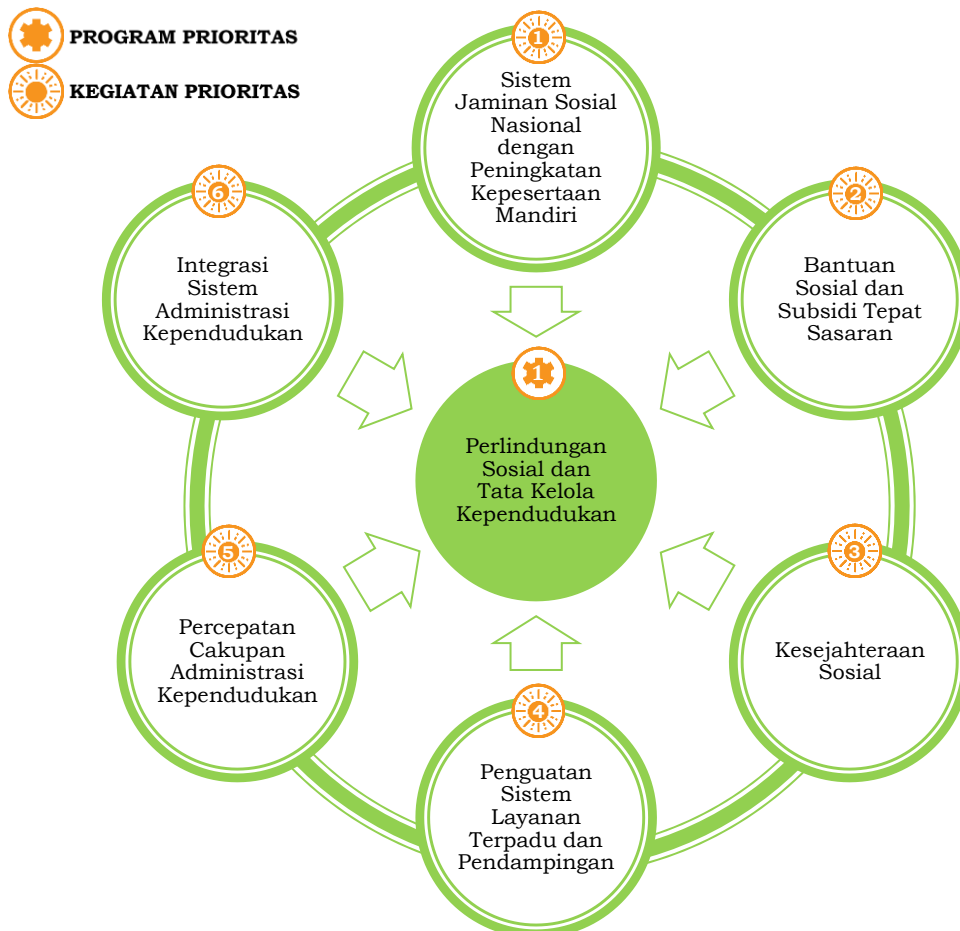 PROGRAM PRIORITAS
KEGIATAN PRIORITAS
1
Sistem
Jaminan Sosial
Nasional
dengan
Peningkatan
Kepesertaan
Mandiri
2
Bantuan
Sosial dan
Subsidi Tepat
Sasaran
3
Kesejahteraan
Sosial
4
Penguatan
Sistem
Layanan
Terpadu dan
Pendampingan
5
Percepatan
Cakupan
Administrasi
Kependudukan
6
Integrasi
Sistem
Administrasi
Kependudukan
1
Perlindungan
Sosial dan
Tata Kelola
Kependudukan